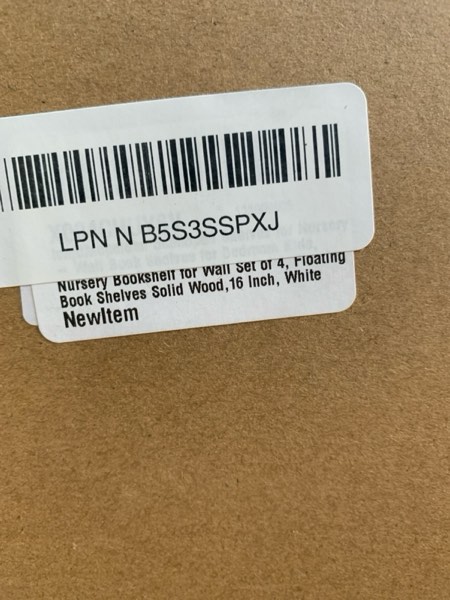 LPN N B5S3SSPXJ
Nursery Bookshelf for Wall Set of 4, Floating
Book Shelves Solid Wood,16 Inch, White
NewItem